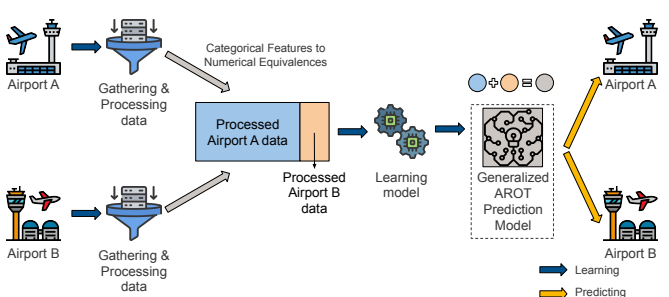 Airport A
Gathering &
Processing
data
Categorical Features to
Numerical Equivalences
Processed
Airport A data
Processed
Airport B
data
Learning
model
Generalized
AROT
Prediction
Model
Airport A
Airport B
Gathering &
Processing
data
Airport B
Learning
Predicting